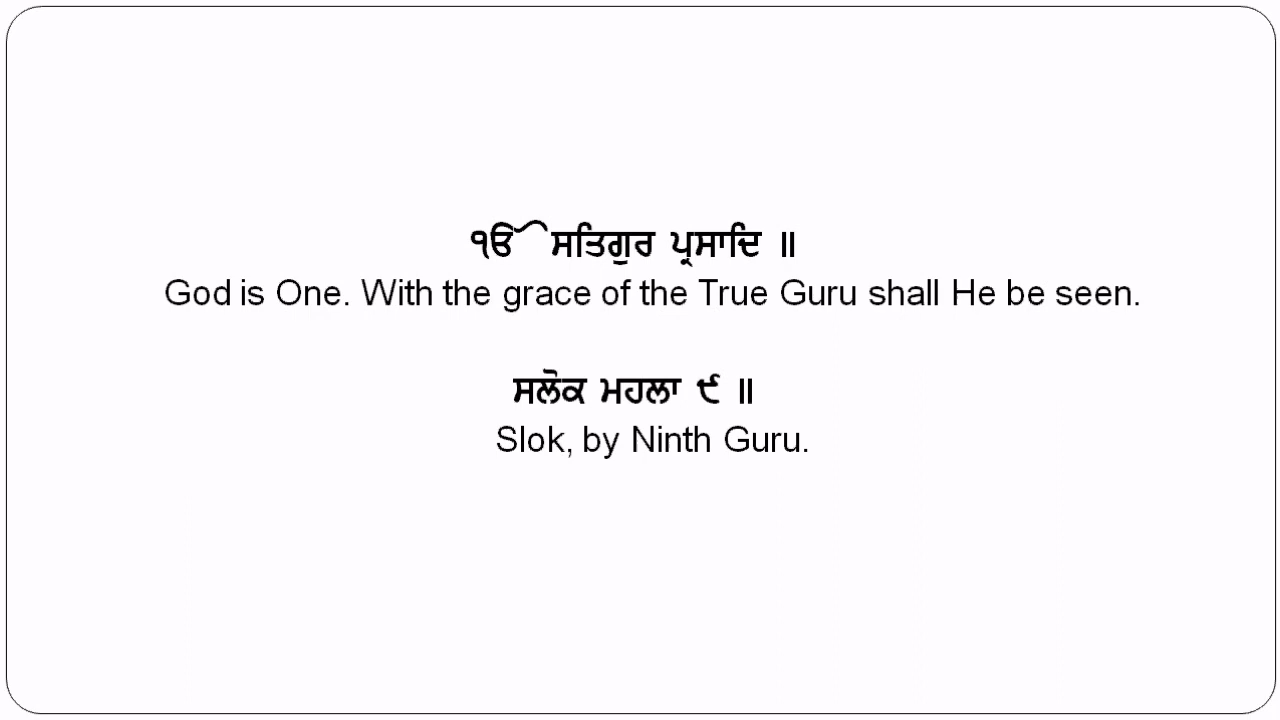 ੴ ਸਤਿਗੁਰ ਪ੍ਰਸਾਦਿ ॥
God is One. With the grace of the True Guru shall He be seen.
ਸਲੋਕ ਮਹਲਾ ੯ ॥
Slok, by Ninth Guru.